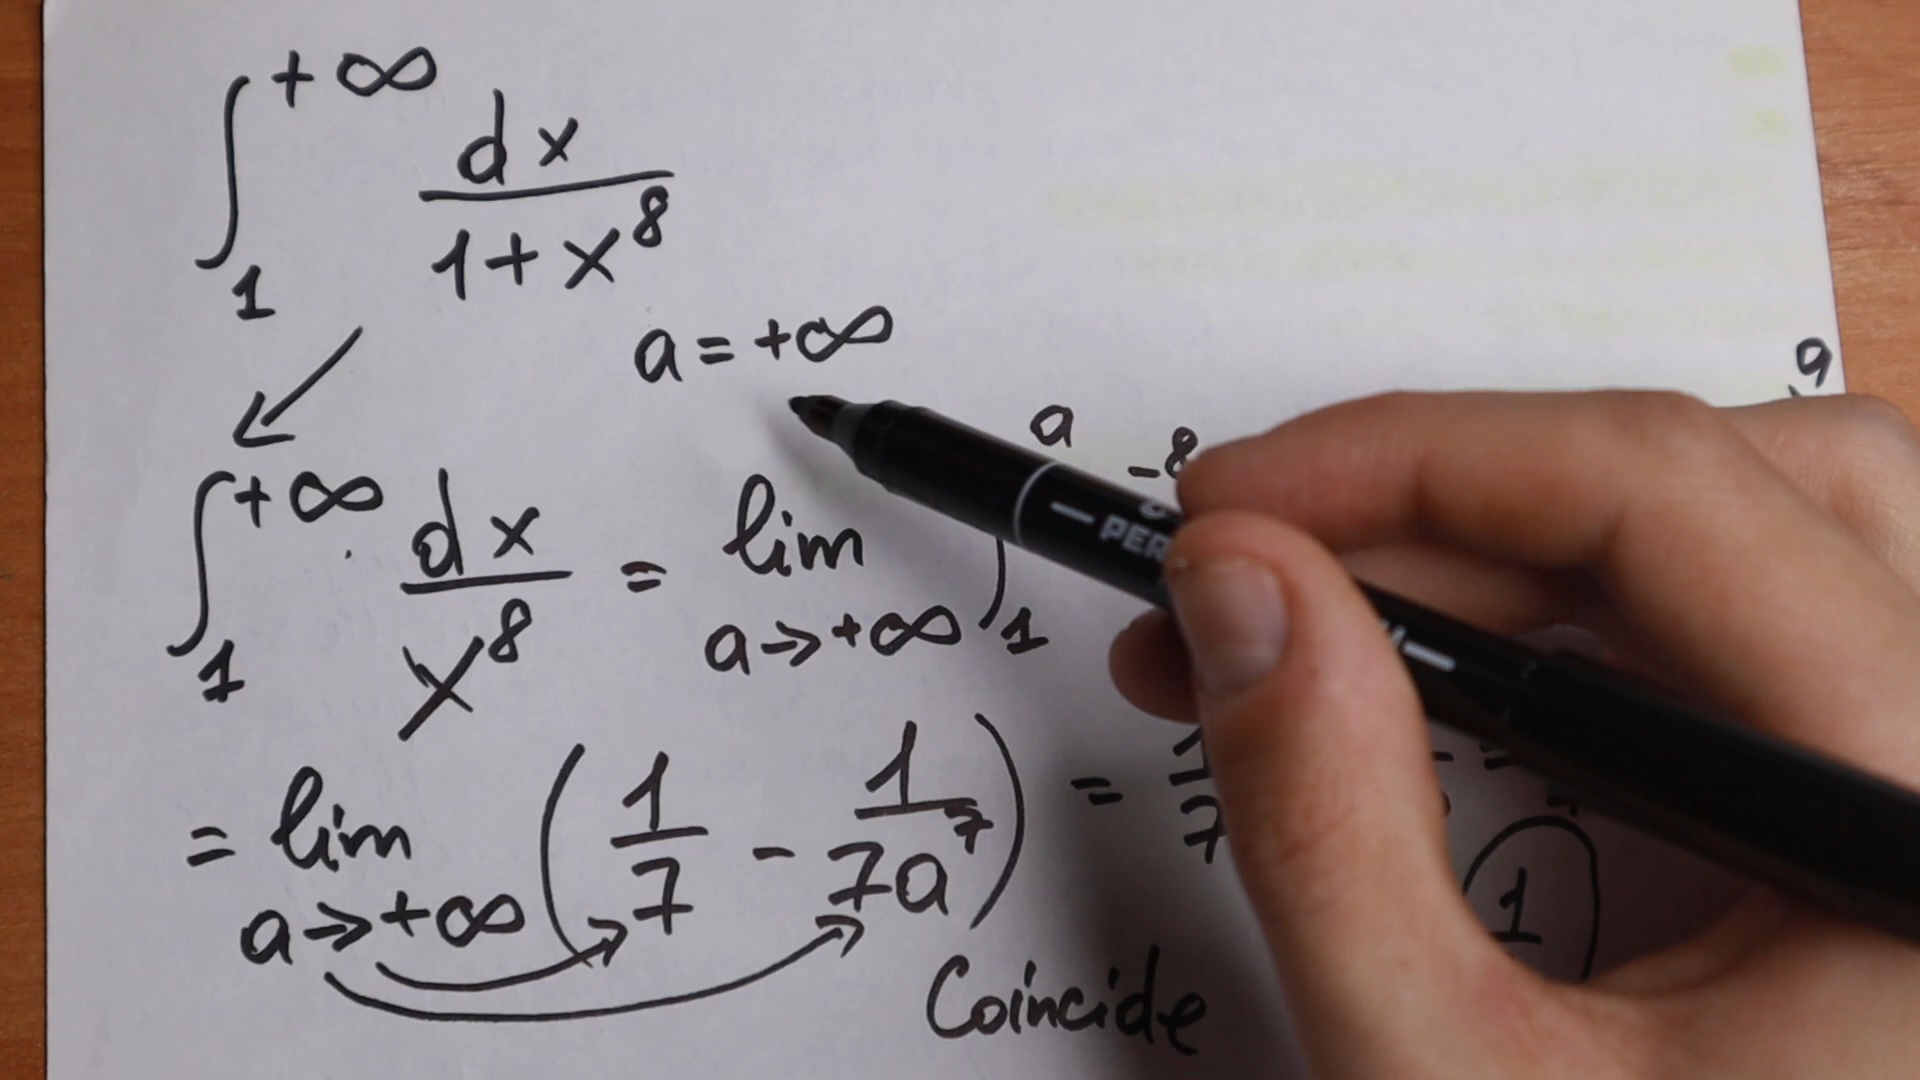 ∫₁^{+∞} dx / (1+x⁸)
a = +∞
∫₁^{+∞} dx / x⁸ = lim_{a→+∞} ∫₁^a
-8
a
= lim_{a→+∞} (1/7 - 1/(7a⁷)) = 1/7
1
Coincide
PER